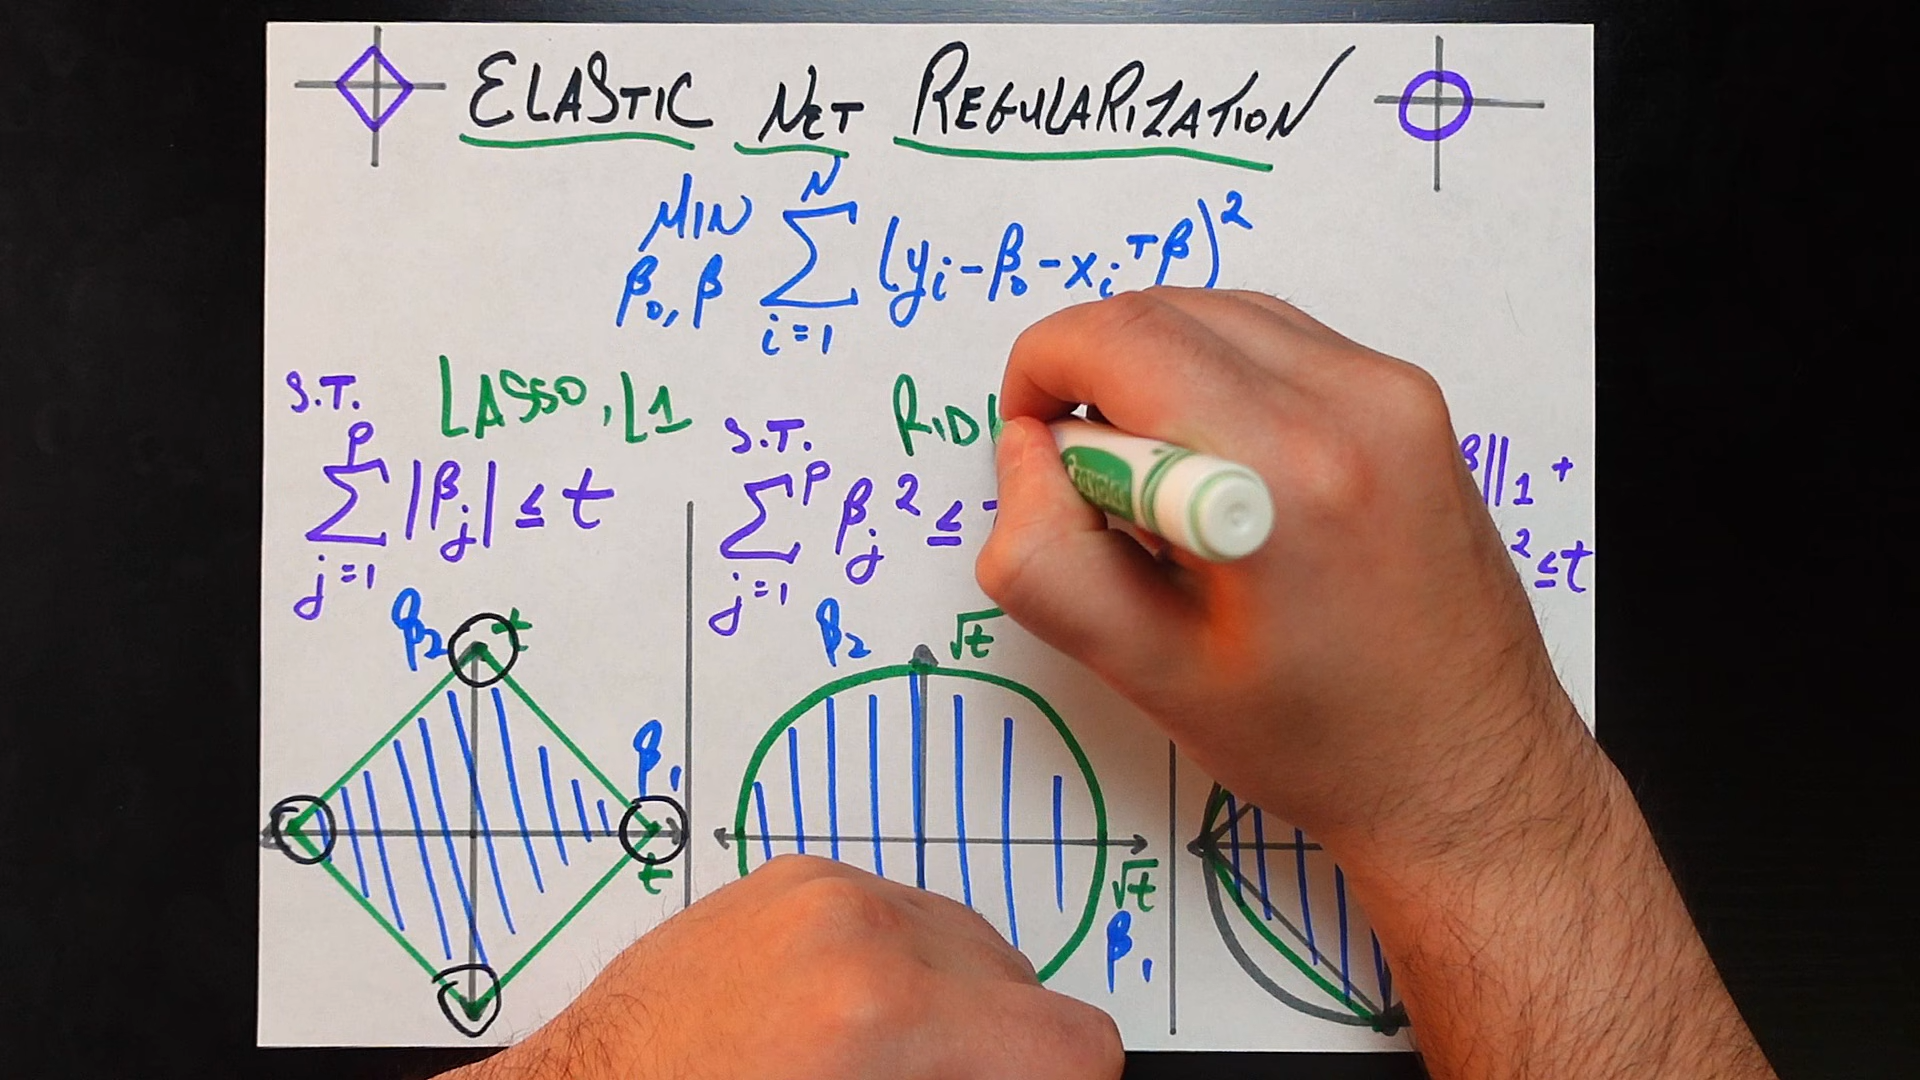 ELASTIC NET REGULARIZATION
MIN N
β₀, β ∑ (yi - β₀ - xiᵀβ)²
i=1
LASSO, L1
S.T.
p
∑ |βj| ≤ t
j=1
β₂ t
β₁
t
RID
S.T.
p
∑ βj² ≤
j=1
β₂ √t
√t
β₁
β||₁ +
² ≤ t